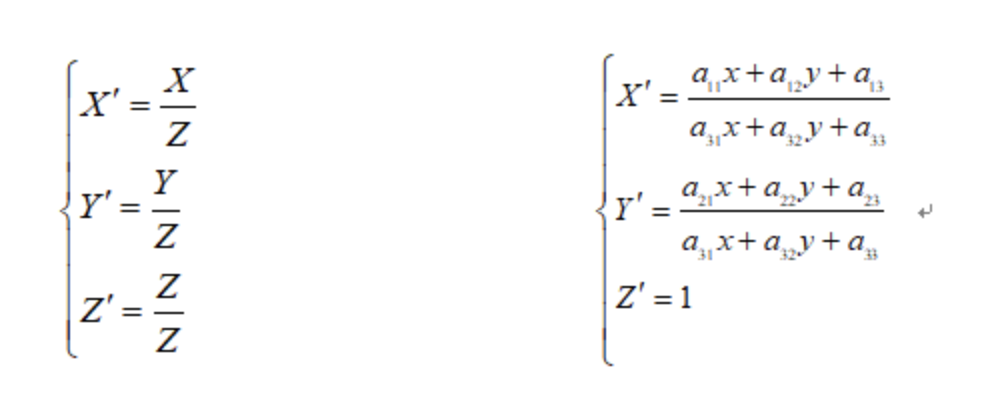 X′ = X/Z
Y′ = Y/Z
Z′ = Z/Z
X′ = (a₁₁x + a₁₂y + a₁₃)/(a₃₁x + a₃₂y + a₃₃)
Y′ = (a₂₁x + a₂₂y + a₂₃)/(a₃₁x + a₃₂y + a₃₃)
Z′ = 1